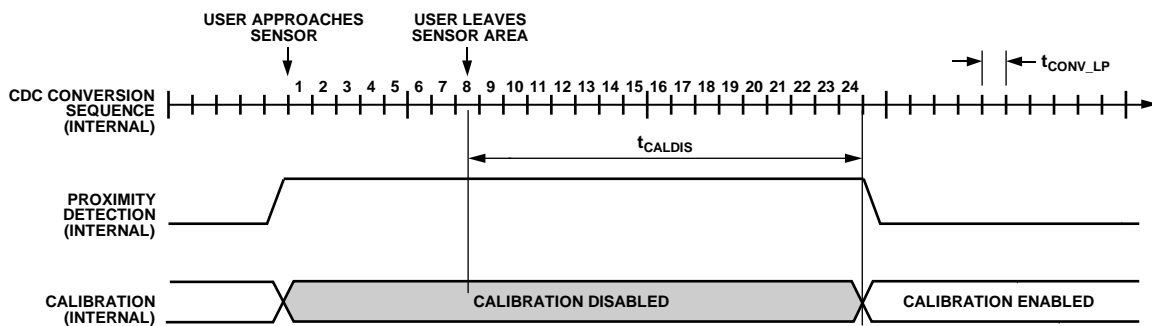 USER APPROACHES
SENSOR
USER LEAVES
SENSOR AREA
tCONV_LP
CDC CONVERSION
SEQUENCE
(INTERNAL)
1 2 3 4 5 6 7 8 9 10 11 12 13 14 15 16 17 18 19 20 21 22 23 24
tCALDIS
PROXIMITY
DETECTION
(INTERNAL)
CALIBRATION
(INTERNAL)
CALIBRATION DISABLED
CALIBRATION ENABLED